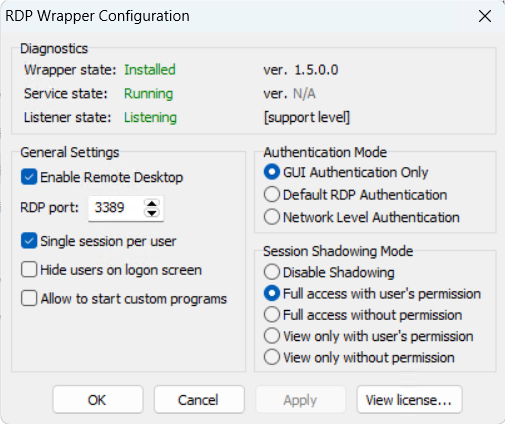 RDP Wrapper Configuration
Diagnostics
Wrapper state: Installed ver. 1.5.0.0
Service state: Running ver. N/A
Listener state: Listening [support level]
General Settings
Enable Remote Desktop
RDP port: 3389
Single session per user
Hide users on logon screen
Allow to start custom programs
Authentication Mode
GUI Authentication Only
Default RDP Authentication
Network Level Authentication
Session Shadowing Mode
Disable Shadowing
Full access with user's permission
Full access without permission
View only with user's permission
View only without permission
OK Cancel Apply View license...